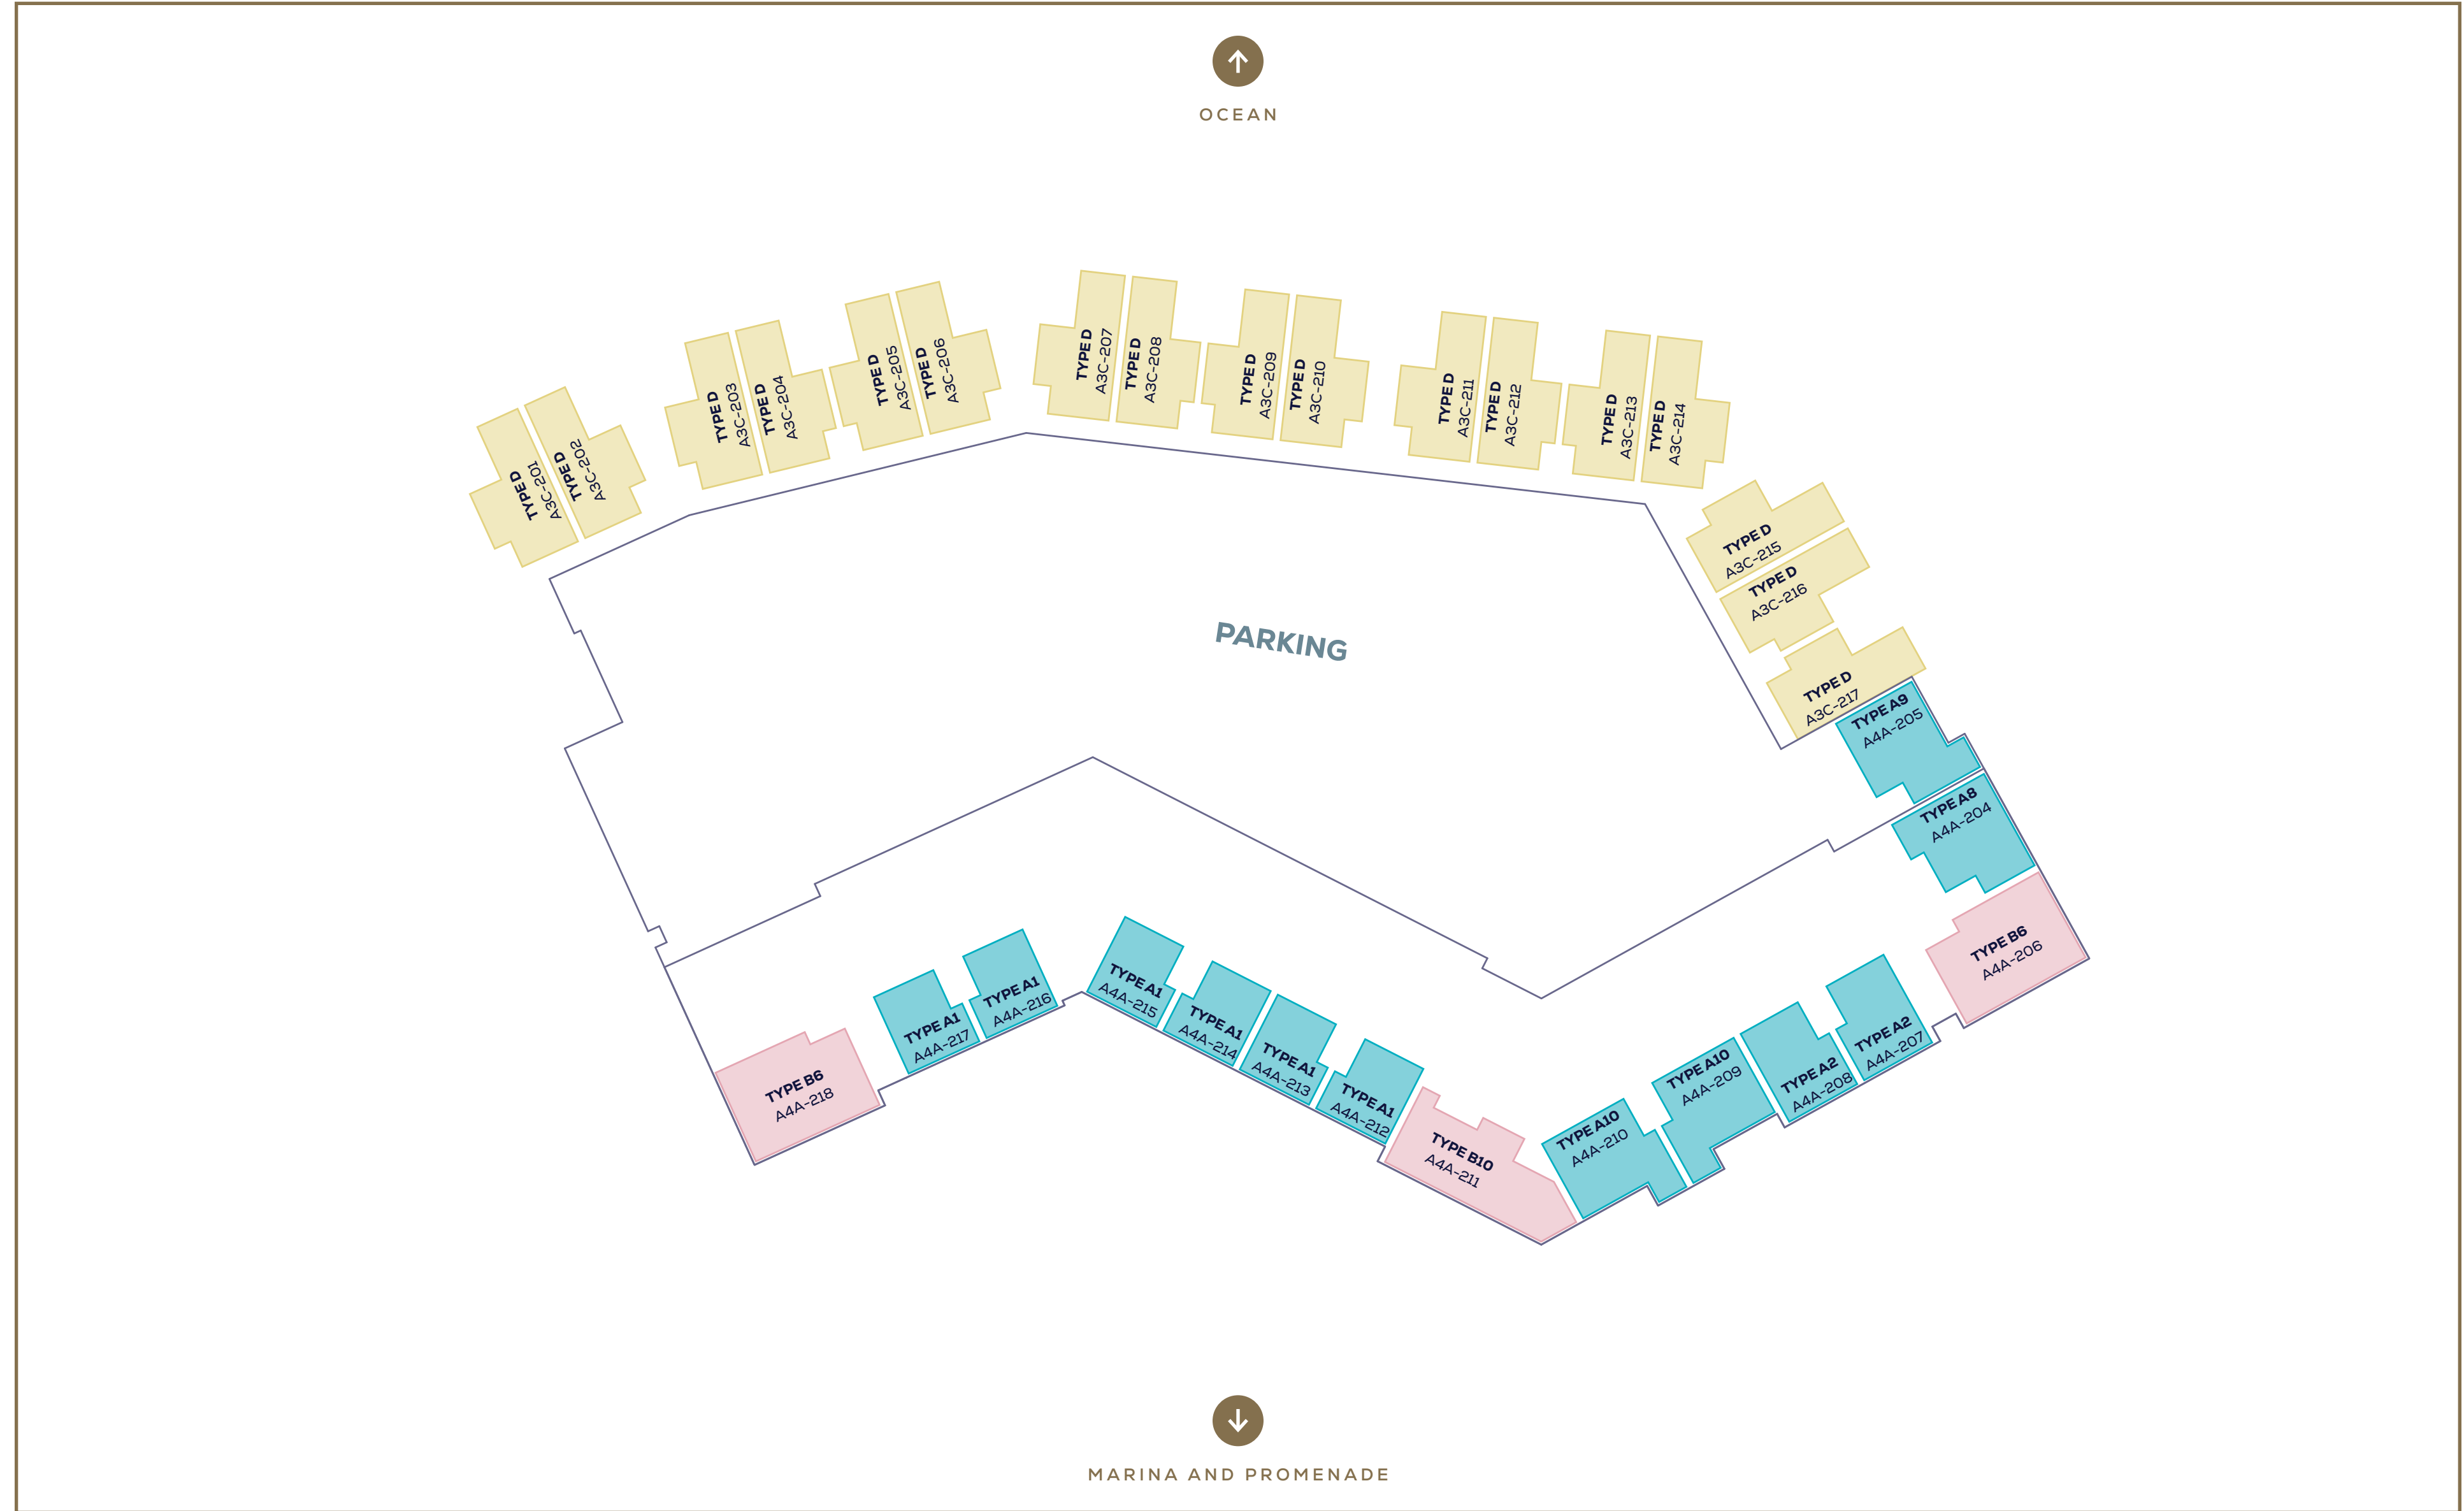 OCEAN
TYPE D
A3C-201
TYPE D
A3C-202
TYPE D
A3C-203
TYPE D
A3C-204
TYPE D
A3C-205
TYPE D
A3C-206
TYPE D
A3C-207
TYPE D
A3C-208
TYPE D
A3C-209
TYPE D
A3C-210
TYPE D
A3C-211
TYPE D
A3C-212
TYPE D
A3C-213
TYPE D
A3C-214
TYPE D
A3C-215
TYPE D
A3C-216
TYPE D
A3C-217
PARKING
TYPE A9
A4A-205
TYPE A8
A4A-204
TYPE B6
A4A-206
TYPE A2
A4A-207
TYPE A2
A4A-208
TYPE A10
A4A-209
TYPE A10
A4A-210
TYPE B10
A4A-211
TYPE A1
A4A-212
TYPE A1
A4A-213
TYPE A1
A4A-214
TYPE A1
A4A-215
TYPE A1
A4A-216
TYPE A1
A4A-217
TYPE B6
A4A-218
MARINA AND PROMENADE